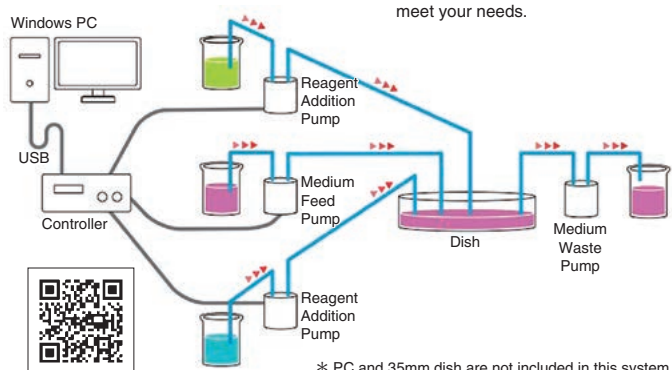 meet your needs.
Windows PC
Reagent
Addition
Pump
USB
Medium
Feed
Pump
Controller
Dish
Medium
Waste
Pump
Reagent
Addition
Pump
* PC and 35mm dish are not included in this system